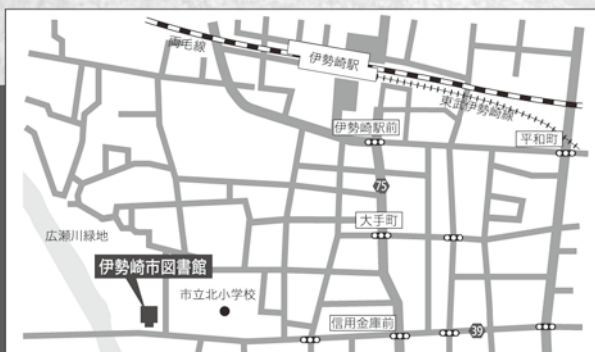 両毛線
伊勢崎駅
東武伊勢崎線
伊勢崎駅前
平和町
75
大手町
広瀬川緑地
伊勢崎市図書館
市立北小学校
信用金庫前
39